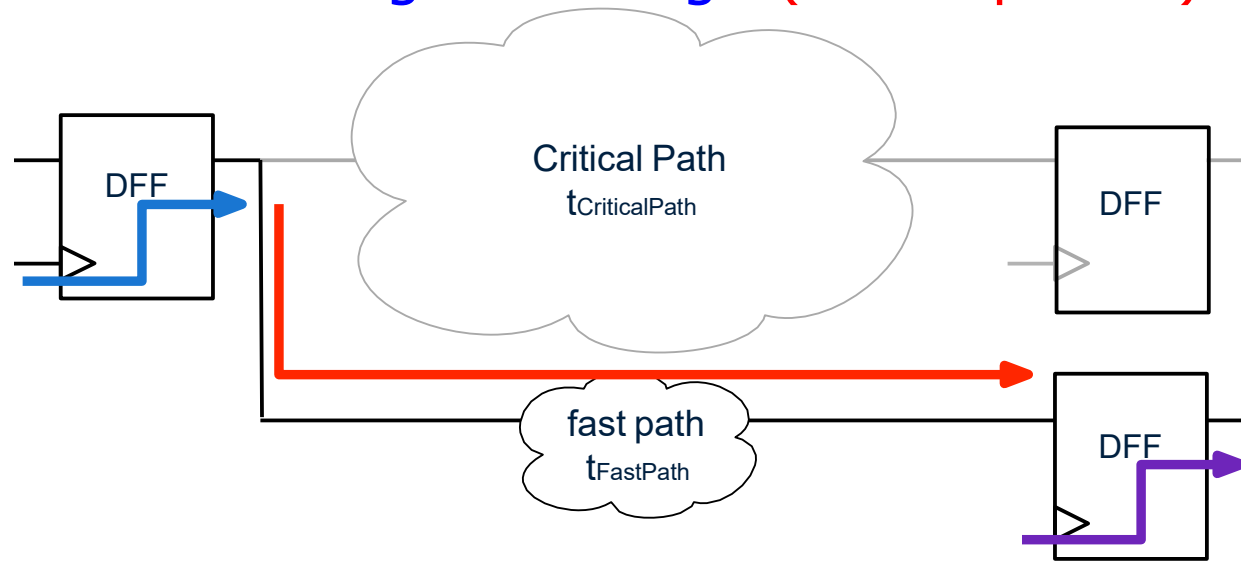 DFF
Critical Path
tCriticalPath
DFF
fast path
tFastPath
DFF